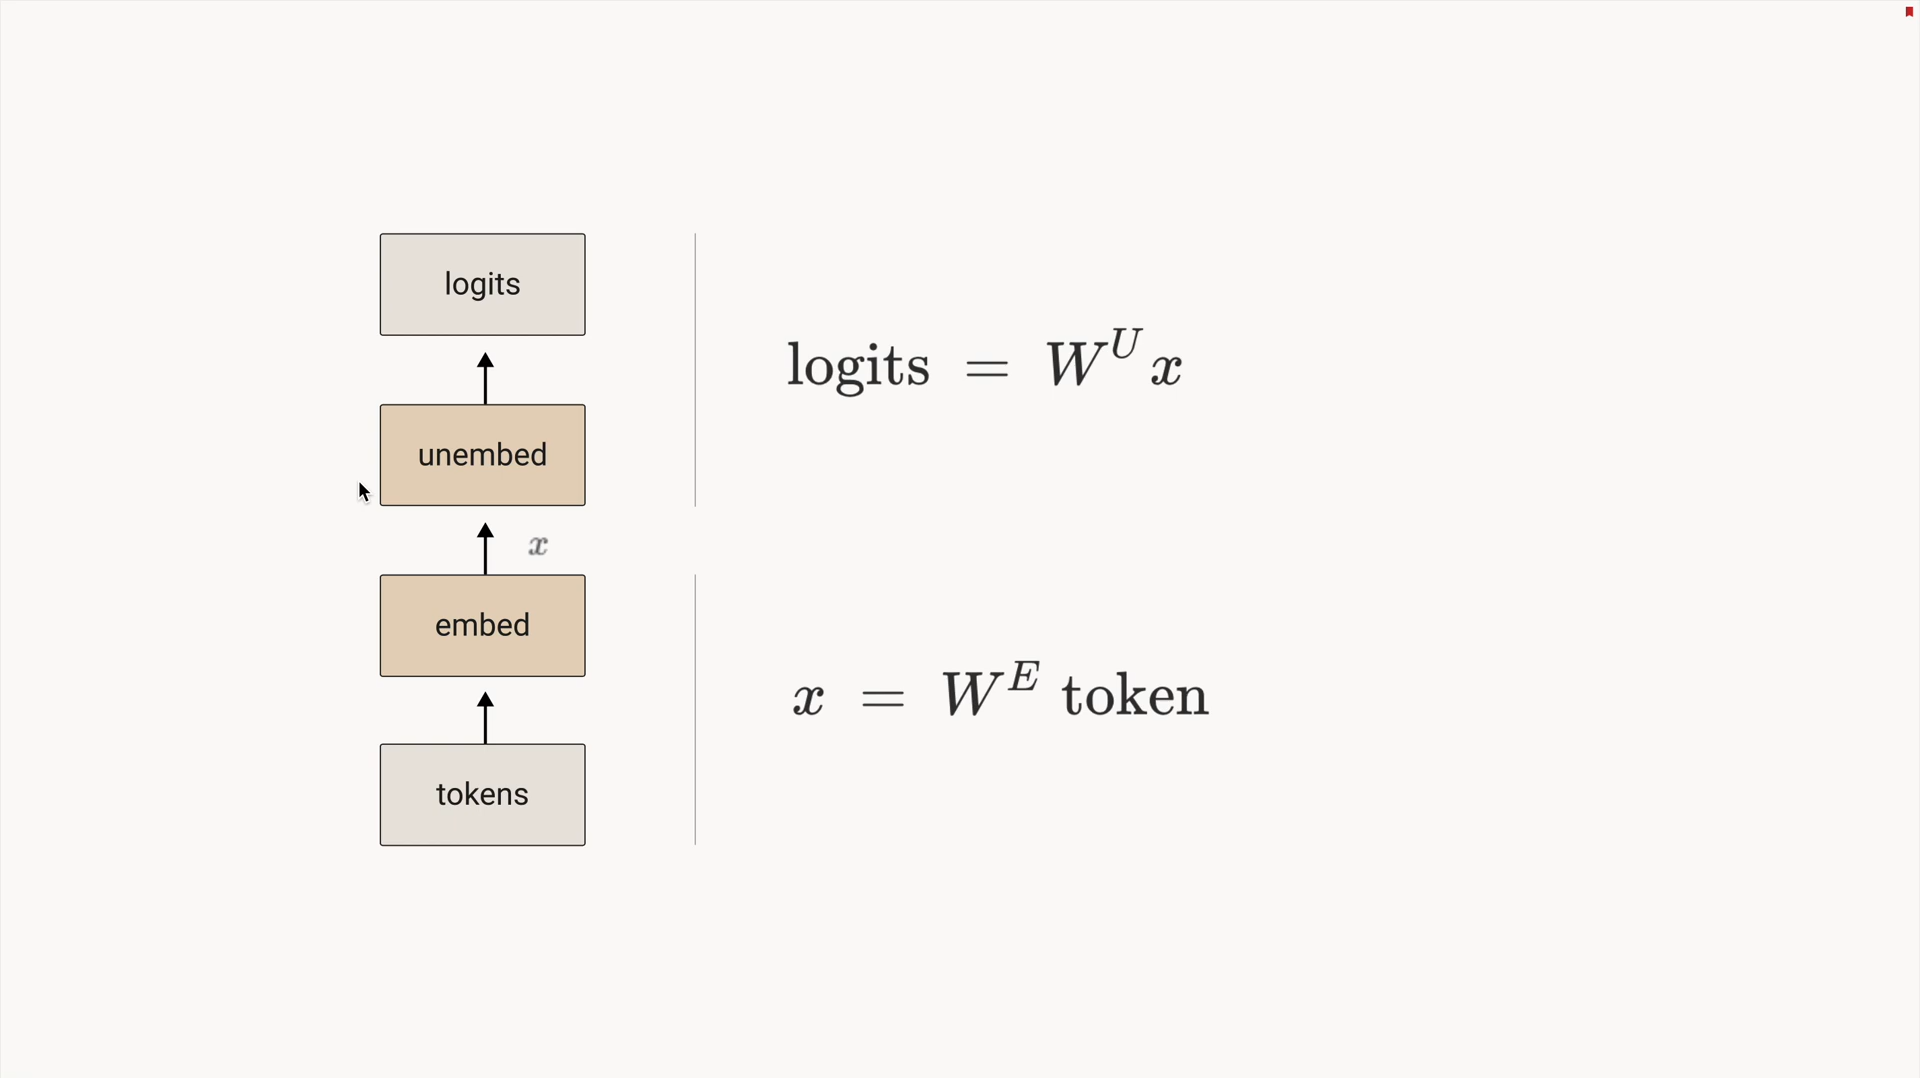 logits
logits = W^U x
unembed
x
embed
x = W^E token
tokens